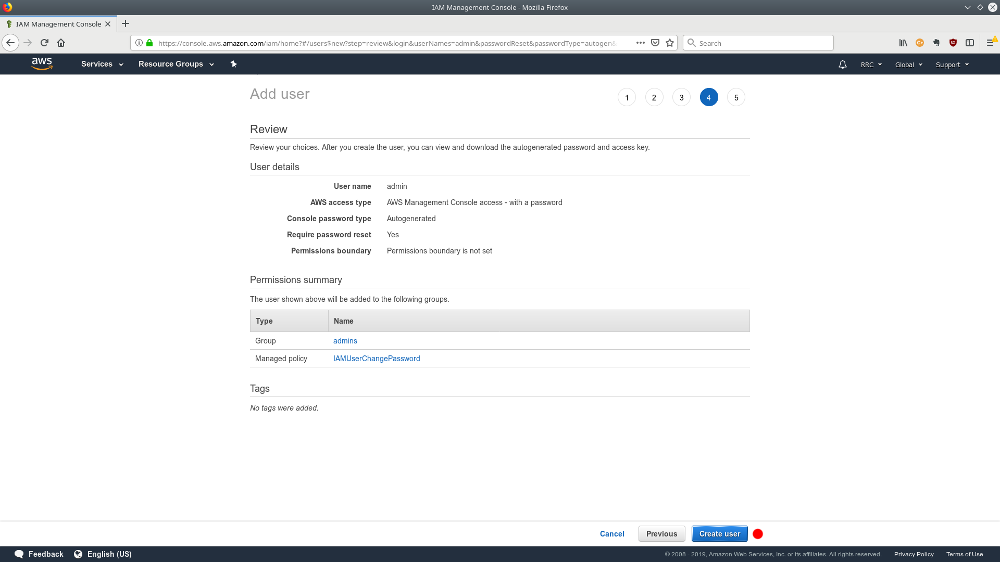 IAM Management Console - Mozilla Firefox
IAM Management Console
https://console.aws.amazon.com/iam/home?#/users$new?step=review&login&userNames=admin&passwordReset&passwordType=autogen&
Search
aws
Services
Resource Groups
RRC
Global
Support
Add user
1
2
3
4
5
Review
Review your choices. After you create the user, you can view and download the autogenerated password and access key.
User details
User name admin
AWS access type AWS Management Console access - with a password
Console password type Autogenerated
Require password reset Yes
Permissions boundary Permissions boundary is not set
Permissions summary
The user shown above will be added to the following groups.
Type Name
Group admins
Managed policy IAMUserChangePassword
Tags
No tags were added.
Cancel
Previous
Create user
Feedback
English (US)
© 2008 - 2019, Amazon Web Services, Inc. or its affiliates. All rights reserved.
Privacy Policy
Terms of Use